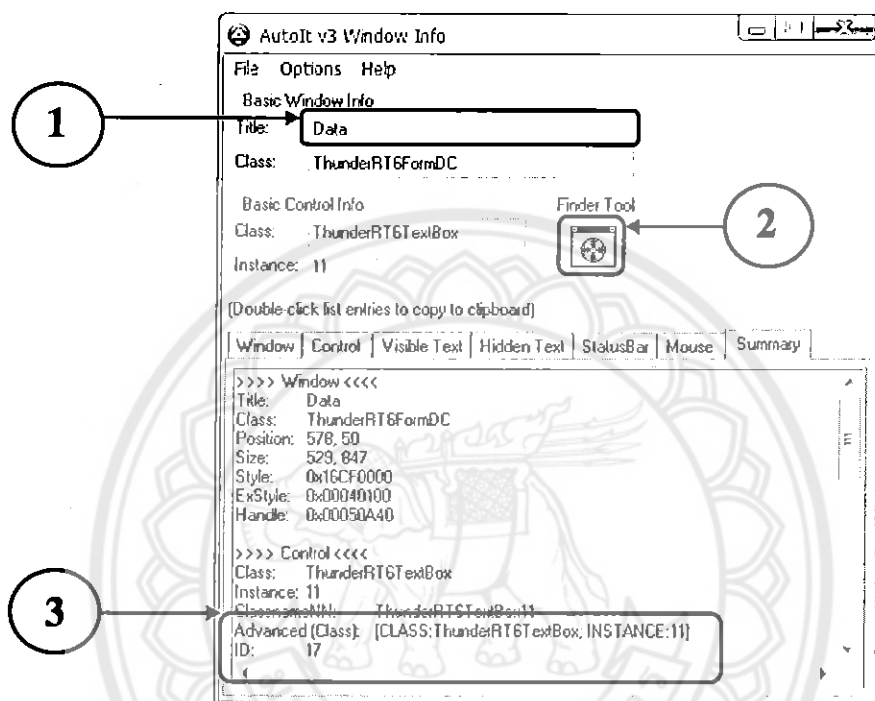 AutoIt v3 Window Info
File Options Help
Basic Window Info
1
Title: Data
Class: ThunderRT6FormDC
Basic Control Info
Finder Tool
2
Class: ThunderRT6TextBox
Instance: 11
(Double-click list entries to copy to clipboard)
Window Control Visible Text Hidden Text StatusBar Mouse Summary
>>>> Window <<<<
Title: Data
Class: ThunderRT6FormDC
Position: 578, 50
Size: 529, 847
Style: 0x16CF0000
ExStyle: 0x00040100
Handle: 0x00050A40
>>>> Control <<<<
Class: ThunderRT6TextBox
Instance: 11
3
ClassnameNN: ThunderRT6TextBox11
Advanced (Class): [CLASS:ThunderRT6TextBox; INSTANCE:11]
ID: 17